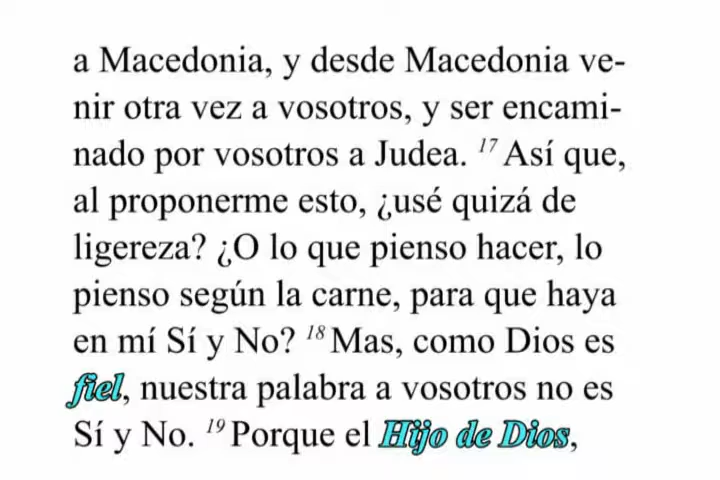 a Macedonia, y desde Macedonia ve-
nir otra vez a vosotros, y ser encami-
nado por vosotros a Judea. 17 Así que,
al proponerme esto, ¿usé quizá de
ligereza? ¿O lo que pienso hacer, lo
pienso según la carne, para que haya
en mí Sí y No? 18 Mas, como Dios es
fiel, nuestra palabra a vosotros no es
Sí y No. 19 Porque el Hijo de Dios,